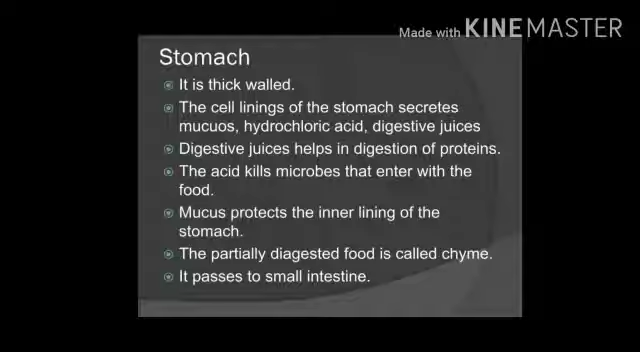 Made with KINEMASTER
Stomach
It is thick walled.
The cell linings of the stomach secretes
mucuos, hydrochloric acid, digestive juices
Digestive juices helps in digestion of proteins.
The acid kills microbes that enter with the
food.
Mucus protects the inner lining of the
stomach.
The partially diagested food is called chyme.
It passes to small intestine.